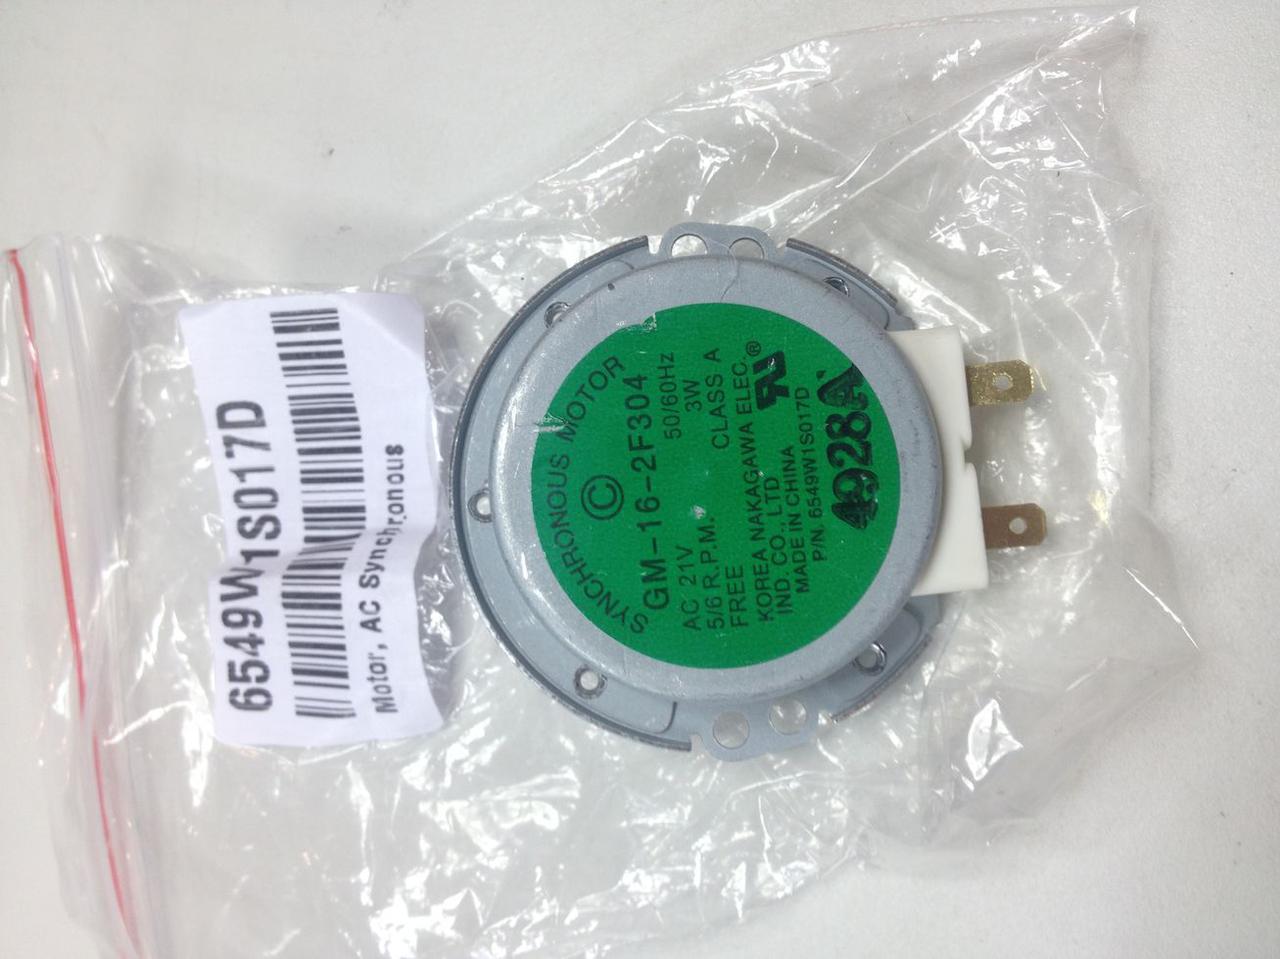 6549W1S017D
Motor, AC Synchronous
SYNCHRONOUS MOTOR
©
GM-16-2F304
AC 21V 50/60Hz
5/6 R.P.M. 3W
FREE CLASS A
KOREA NAKAGAWA ELEC.
IND. CO., LTD
MADE IN CHINA
P/N. 6549W1S017D
4928A